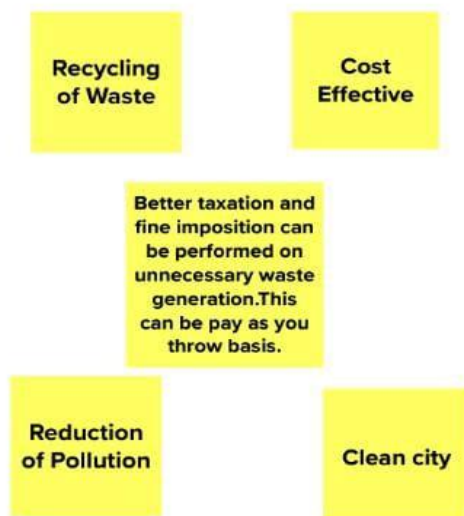 Recycling
of Waste
Cost
Effective
Better taxation and
fine imposition can
be performed on
unnecessary waste
generation.This
can be pay as you
throw basis.
Reduction
of Pollution
Clean city